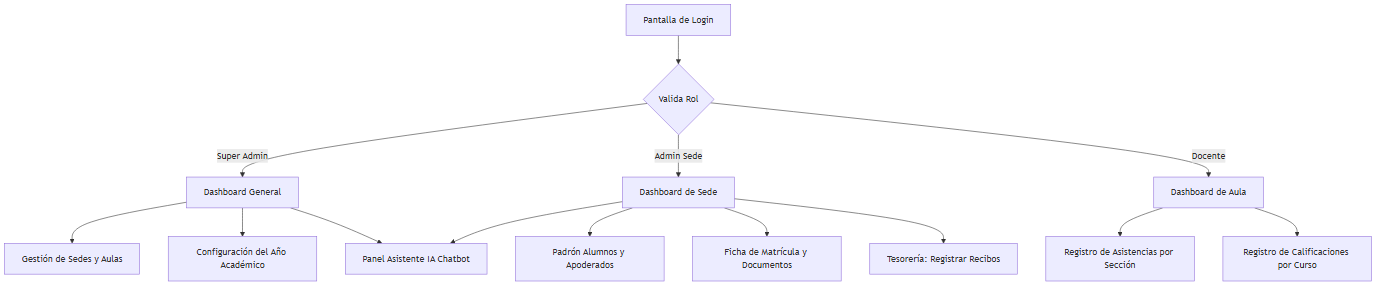 Pantalla de Login
Valida Rol
Super Admin
Admin Sede
Docente
Dashboard General
Dashboard de Sede
Dashboard de Aula
Gestión de Sedes y Aulas
Configuración del Año
Académico
Panel Asistente IA Chatbot
Padrón Alumnos y
Apoderados
Ficha de Matrícula y
Documentos
Tesorería: Registrar Recibos
Registro de Asistencias por
Sección
Registro de Calificaciones
por Curso